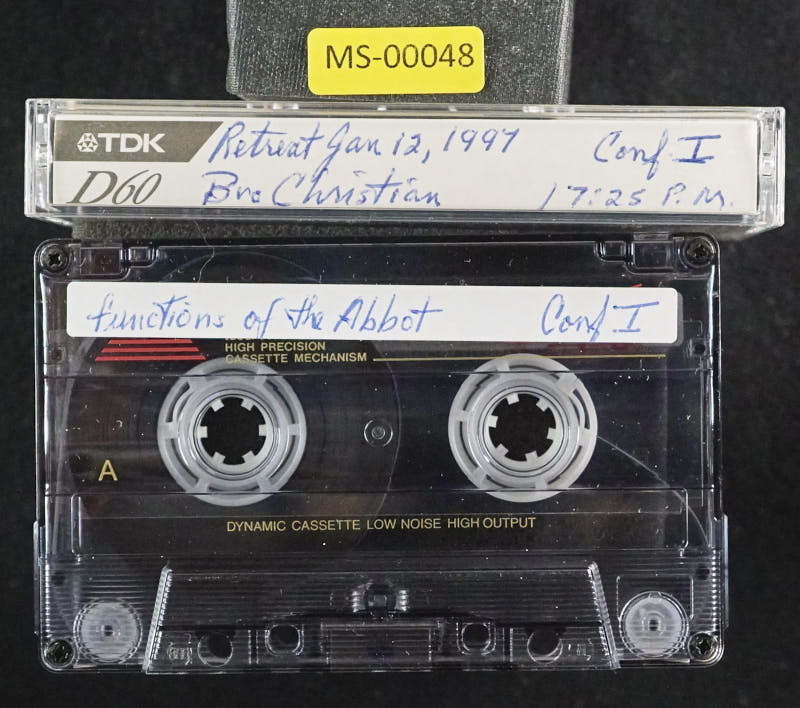 MS-00048
TDK Retreat Jan 12, 1997 Conf I
D60 Bro Christian 17:25 P.M.
functions of the Abbot Conf I
HIGH PRECISION
CASSETTE MECHANISM
A
DYNAMIC CASSETTE LOW NOISE HIGH OUTPUT